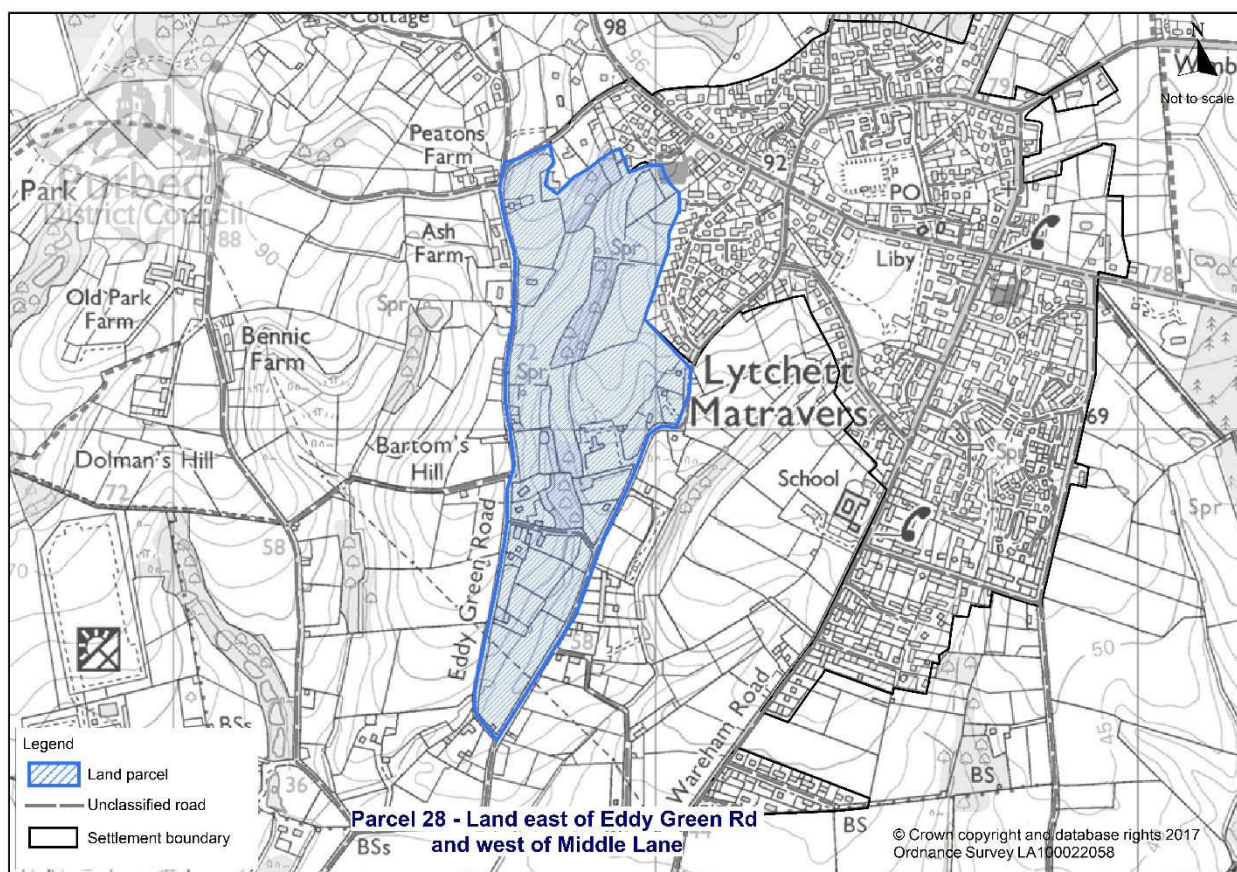 Cottage
98
96
N
Not to scale
79
Peatons
Farm
92
Park
Purbeck
District Council
PO
88
90
Ash
Farm
Spr
Liby
78
Old Park
Farm
Spr
Bennic
Farm
72
Spr
Lytchett
Matravers
69
Dolman's Hill
Bartom's
Hill
Spr
School
72
Spr
58
70
Eddy Green Road
58
50
Wareham Road
BSs
45
Legend
Land parcel
Unclassified road
Settlement boundary
36
BSs
BS
BS
Parcel 28 - Land east of Eddy Green Rd
and west of Middle Lane
© Crown copyright and database rights 2017
Ordnance Survey LA100022058